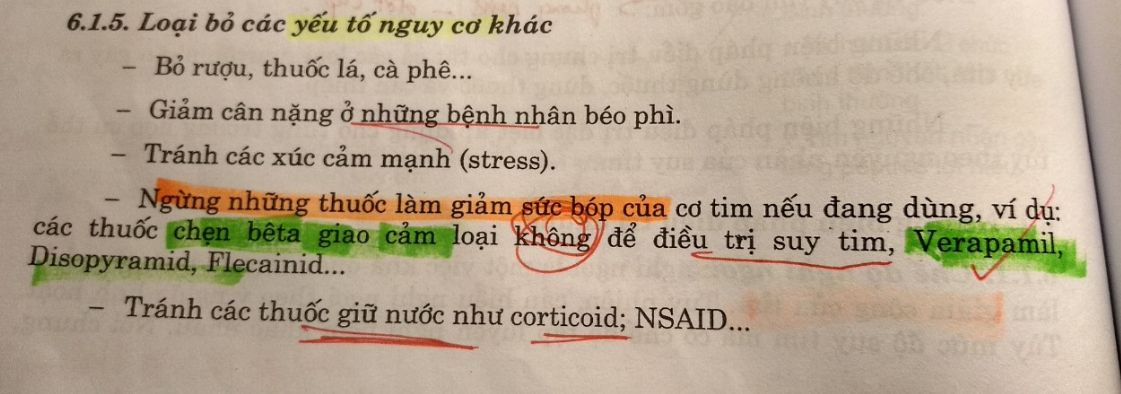 6.1.5. Loại bỏ các yếu tố nguy cơ khác
– Bỏ rượu, thuốc lá, cà phê...
– Giảm cân nặng ở những bệnh nhân béo phì.
– Tránh các xúc cảm mạnh (stress).
– Ngừng những thuốc làm giảm sức bóp của cơ tim nếu đang dùng, ví dụ:
các thuốc chẹn bêta giao cảm loại không để điều trị suy tim, Verapamil,
Disopyramid, Flecainid...
– Tránh các thuốc giữ nước như corticoid; NSAID...